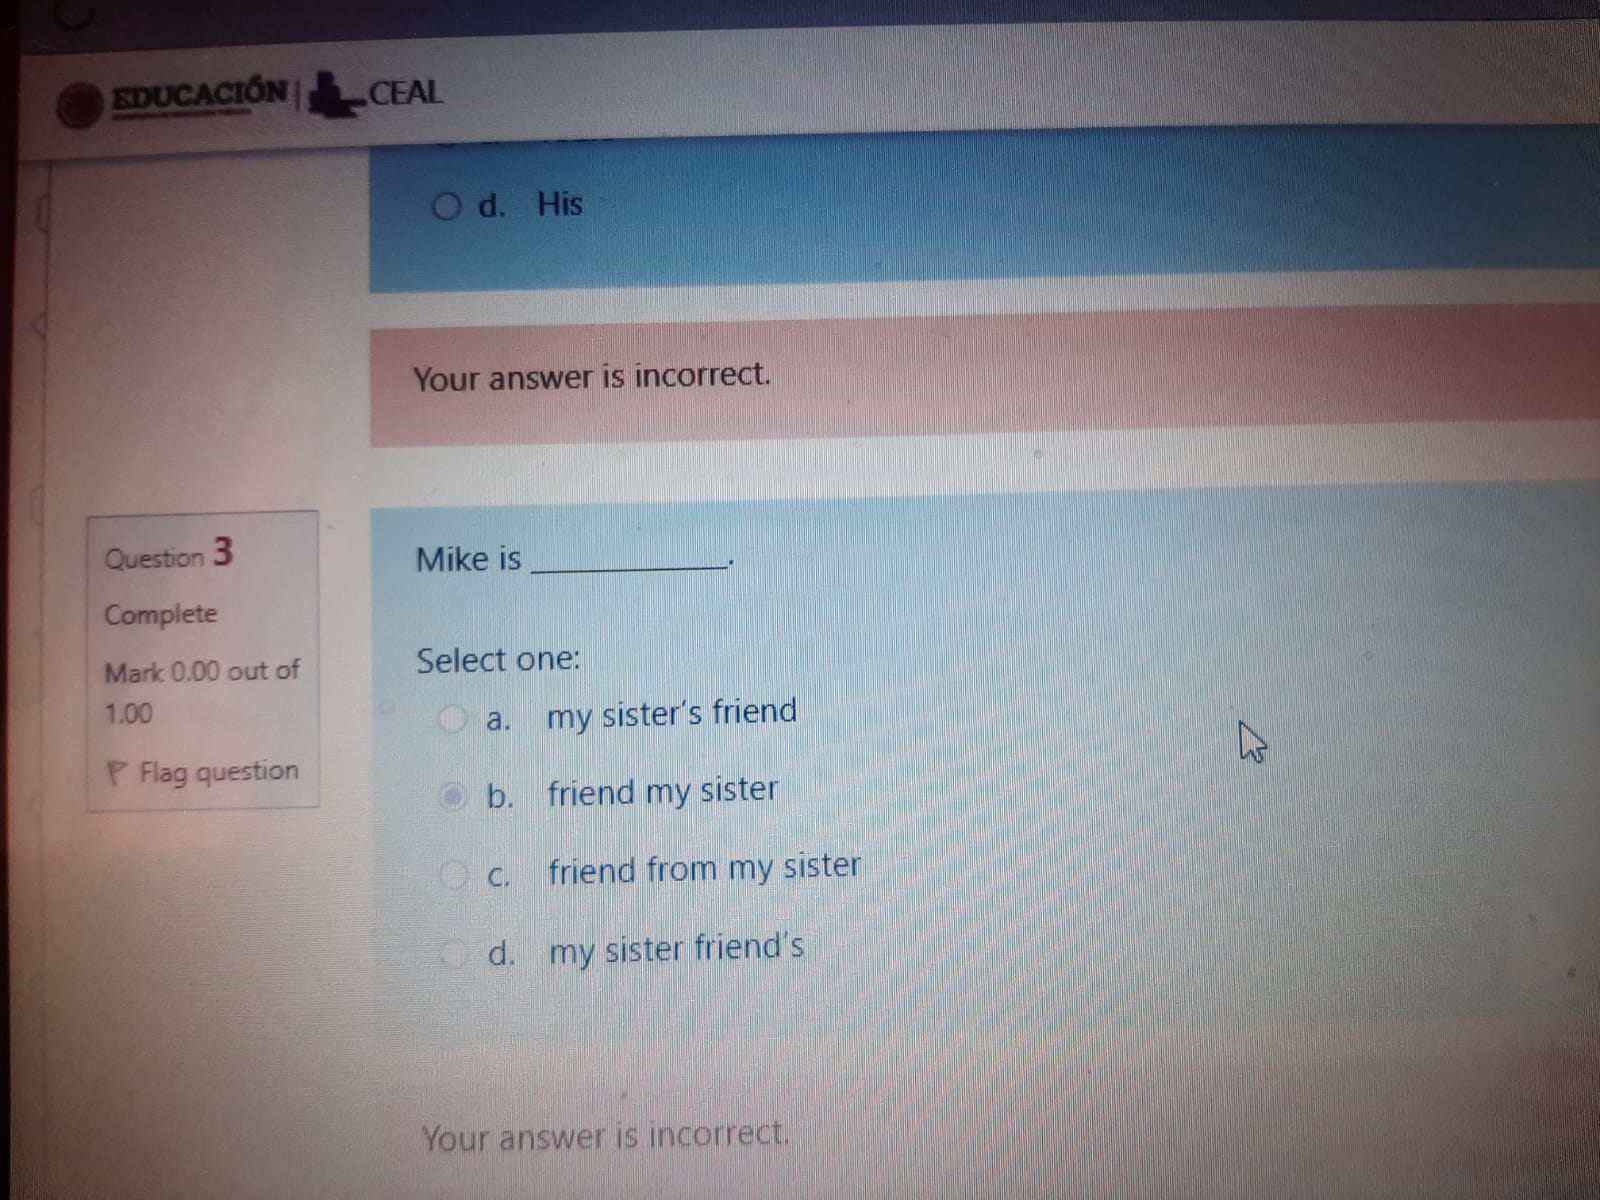 EDUCACIÓN | CEAL
d. His
Your answer is incorrect.
Question 3
Complete
Mark 0.00 out of
1.00
Flag question
Mike is ____________.
Select one:
a. my sister's friend
b. friend my sister
c. friend from my sister
d. my sister friend's
Your answer is incorrect.